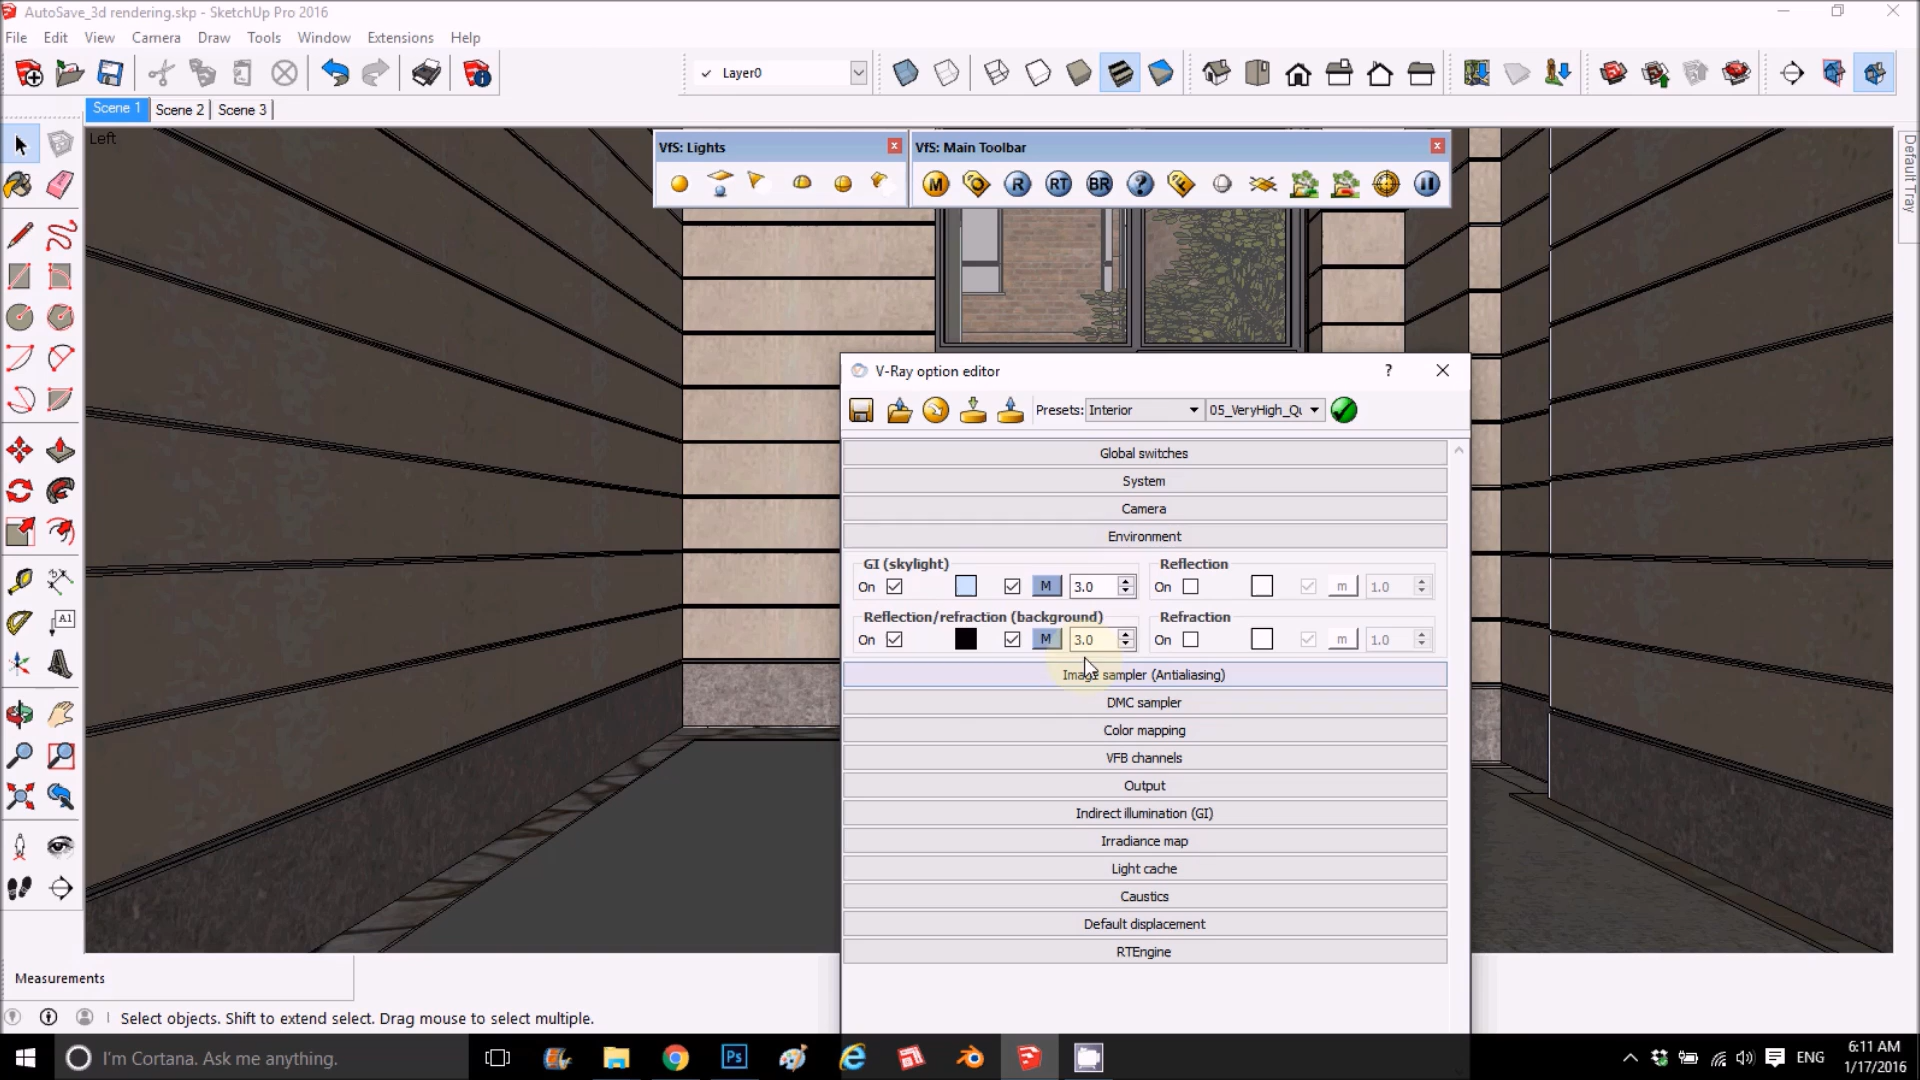 AutoSave_3d rendering.skp - SketchUp Pro 2016
File Edit View Camera Draw Tools Window Extensions Help
Layer0
Scene 1 Scene 2 Scene 3
Left
Default Tray
VfS: Lights
VfS: Main Toolbar
M O R RT BR ? F
V-Ray option editor
?
Presets: Interior 05_VeryHigh_Qu
Global switches
System
Camera
Environment
GI (skylight) Reflection
On M 3.0 On m 1.0
Reflection/refraction (background) Refraction
On M 3.0 On m 1.0
Image sampler (Antialiasing)
DMC sampler
Color mapping
VFB channels
Output
Indirect illumination (GI)
Irradiance map
Light cache
Caustics
Default displacement
RTEngine
A1
Measurements
Select objects. Shift to extend select. Drag mouse to select multiple.
I'm Cortana. Ask me anything.
Ps
ENG
6:11 AM
1/17/2016